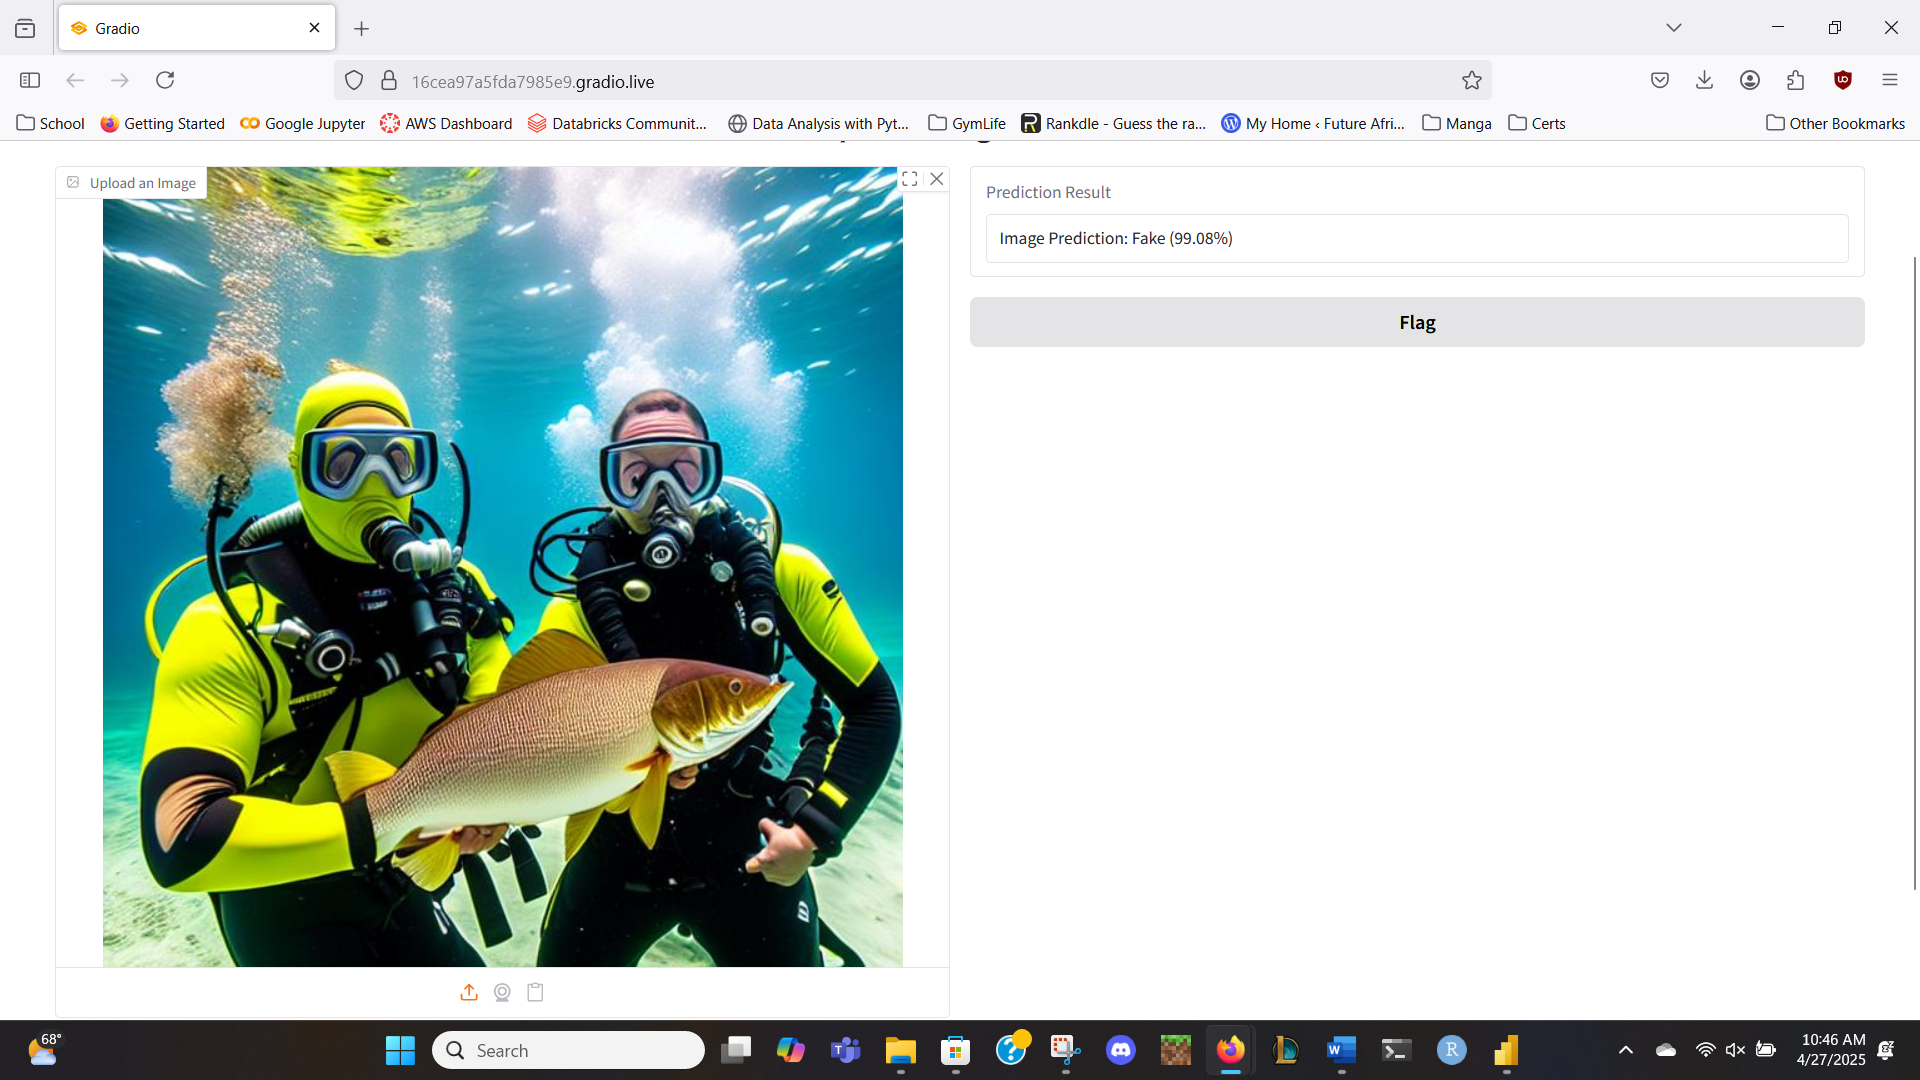 Gradio
16cea97a5fda7985e9.gradio.live
School
Getting Started
Google Jupyter
AWS Dashboard
Databricks Communit...
Data Analysis with Pyt...
GymLife
Rankdle - Guess the ra...
My Home ‹ Future Afri...
Manga
Certs
Other Bookmarks
Upload an Image
Prediction Result
Image Prediction: Fake (99.08%)
Flag
68°
Search
10:46 AM
4/27/2025